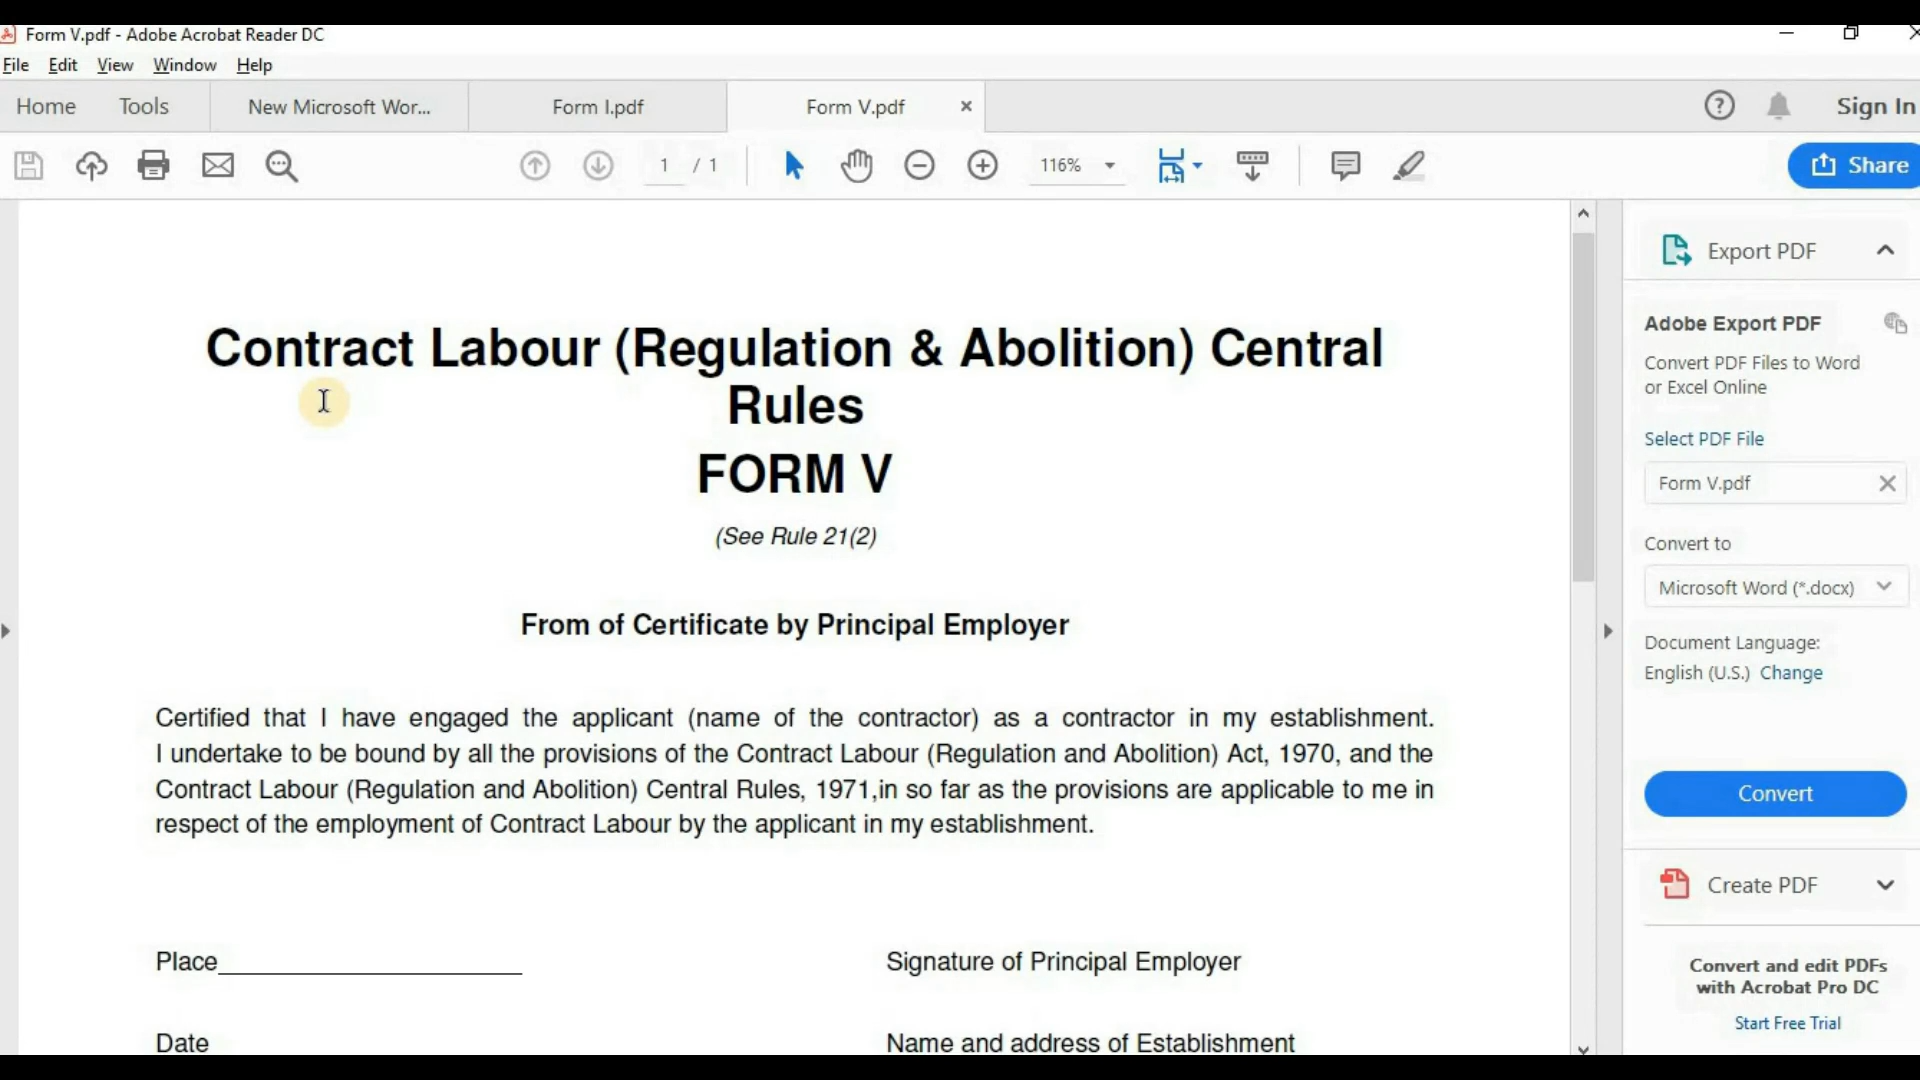 Form V.pdf - Adobe Acrobat Reader DC
File Edit View Window Help
Home Tools New Microsoft Wor... Form I.pdf Form V.pdf Sign In
1 / 1 116% Share
Contract Labour (Regulation & Abolition) Central
Rules
FORM V
(See Rule 21(2)
From of Certificate by Principal Employer
Certified that I have engaged the applicant (name of the contractor) as a contractor in my establishment.
I undertake to be bound by all the provisions of the Contract Labour (Regulation and Abolition) Act, 1970, and the
Contract Labour (Regulation and Abolition) Central Rules, 1971,in so far as the provisions are applicable to me in
respect of the employment of Contract Labour by the applicant in my establishment.
Place______________________ Signature of Principal Employer
Date Name and address of Establishment
Export PDF
Adobe Export PDF
Convert PDF Files to Word
or Excel Online
Select PDF File
Form V.pdf
Convert to
Microsoft Word (*.docx)
Document Language:
English (U.S.) Change
Convert
Create PDF
Convert and edit PDFs
with Acrobat Pro DC
Start Free Trial